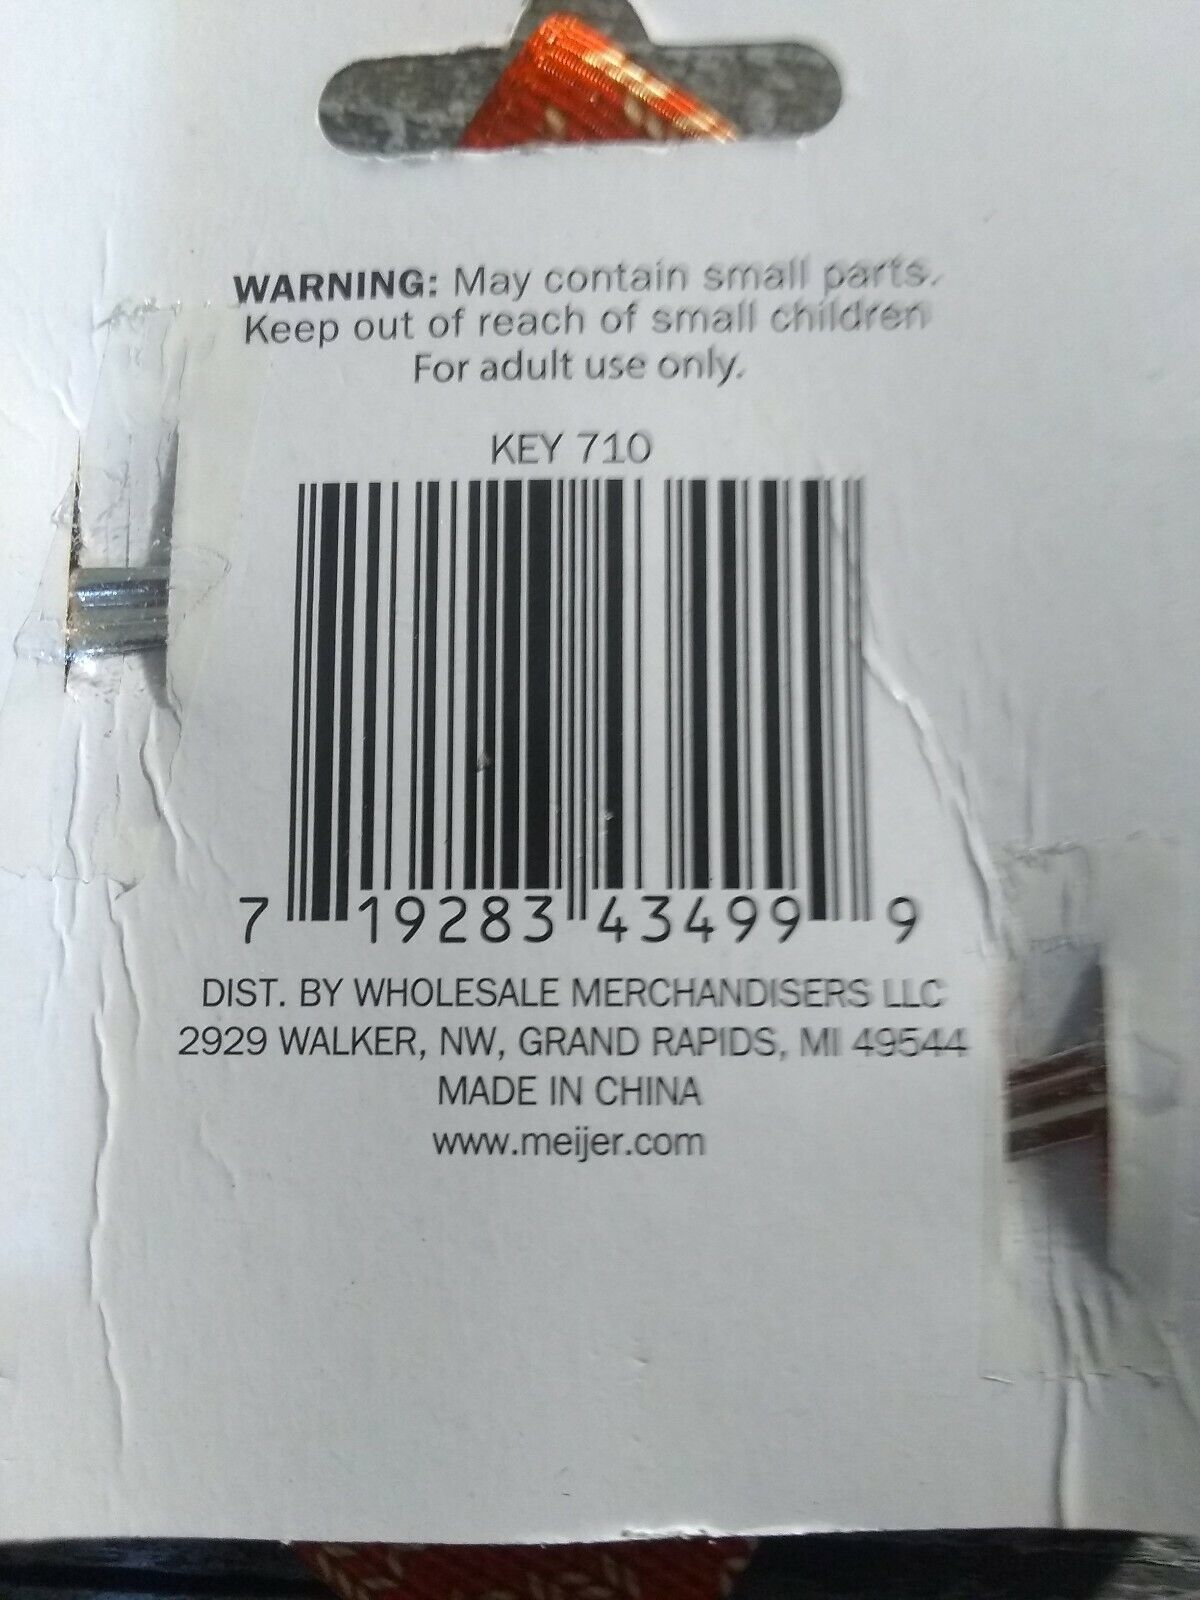 WARNING: May contain small parts.
Keep out of reach of small children
For adult use only.
KEY 710
7 19283 43499 9
DIST. BY WHOLESALE MERCHANDISERS LLC
2929 WALKER, NW, GRAND RAPIDS, MI 49544
MADE IN CHINA
www.meijer.com